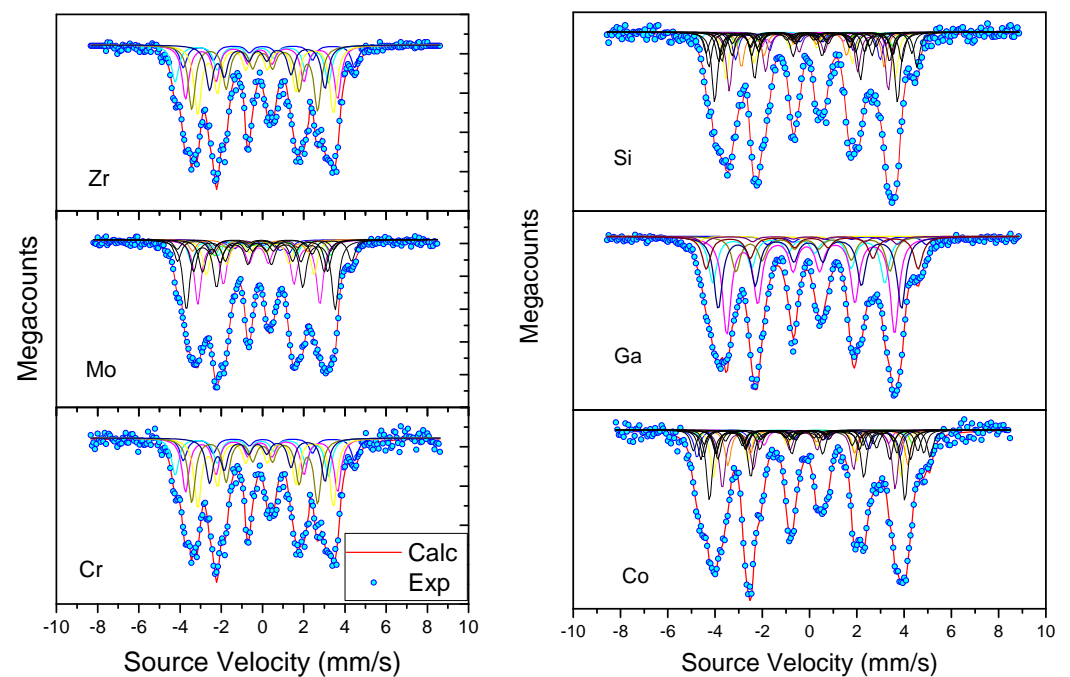 Zr
Mo
Cr
Calc
Exp
Megacounts
-10 -8 -6 -4 -2 0 2 4 6 8 10
Source Velocity (mm/s)
Si
Ga
Co
Megacounts
-10 -8 -6 -4 -2 0 2 4 6 8 10
Source Velocity (mm/s)